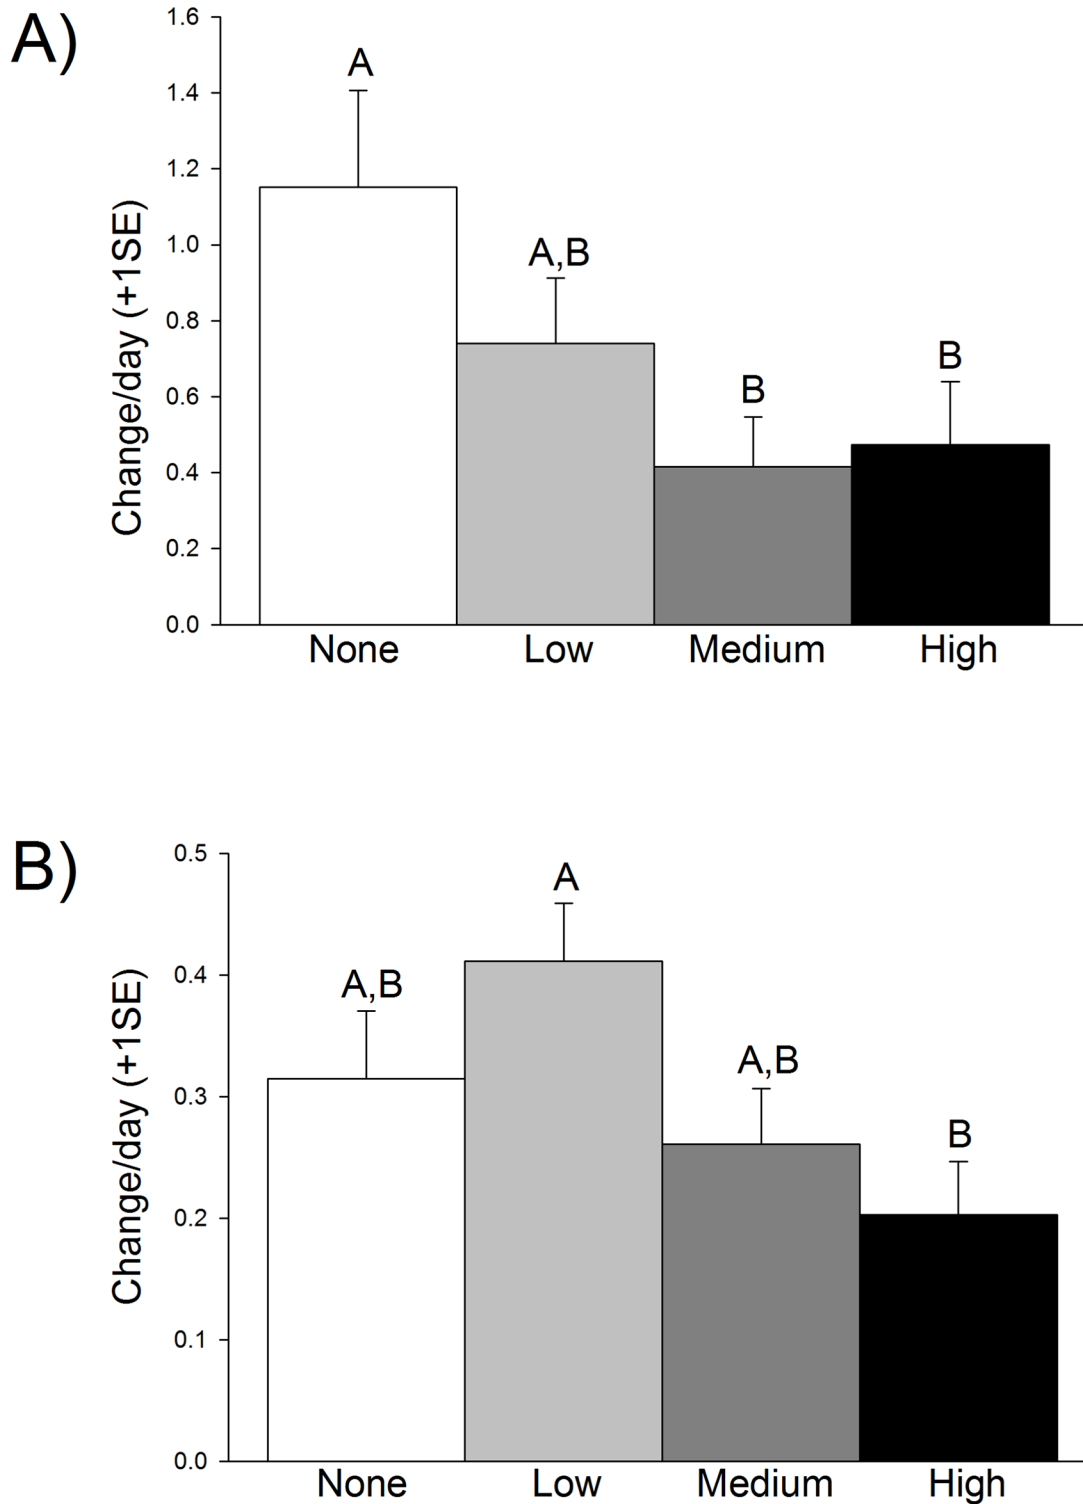 A)
1.6
1.4
1.2
1.0
0.8
0.6
0.4
0.2
0.0
Change/day (+1SE)
A
A,B
B
B
None
Low
Medium
High
B)
0.5
0.4
0.3
0.2
0.1
0.0
Change/day (+1SE)
A,B
A
A,B
B
None
Low
Medium
High